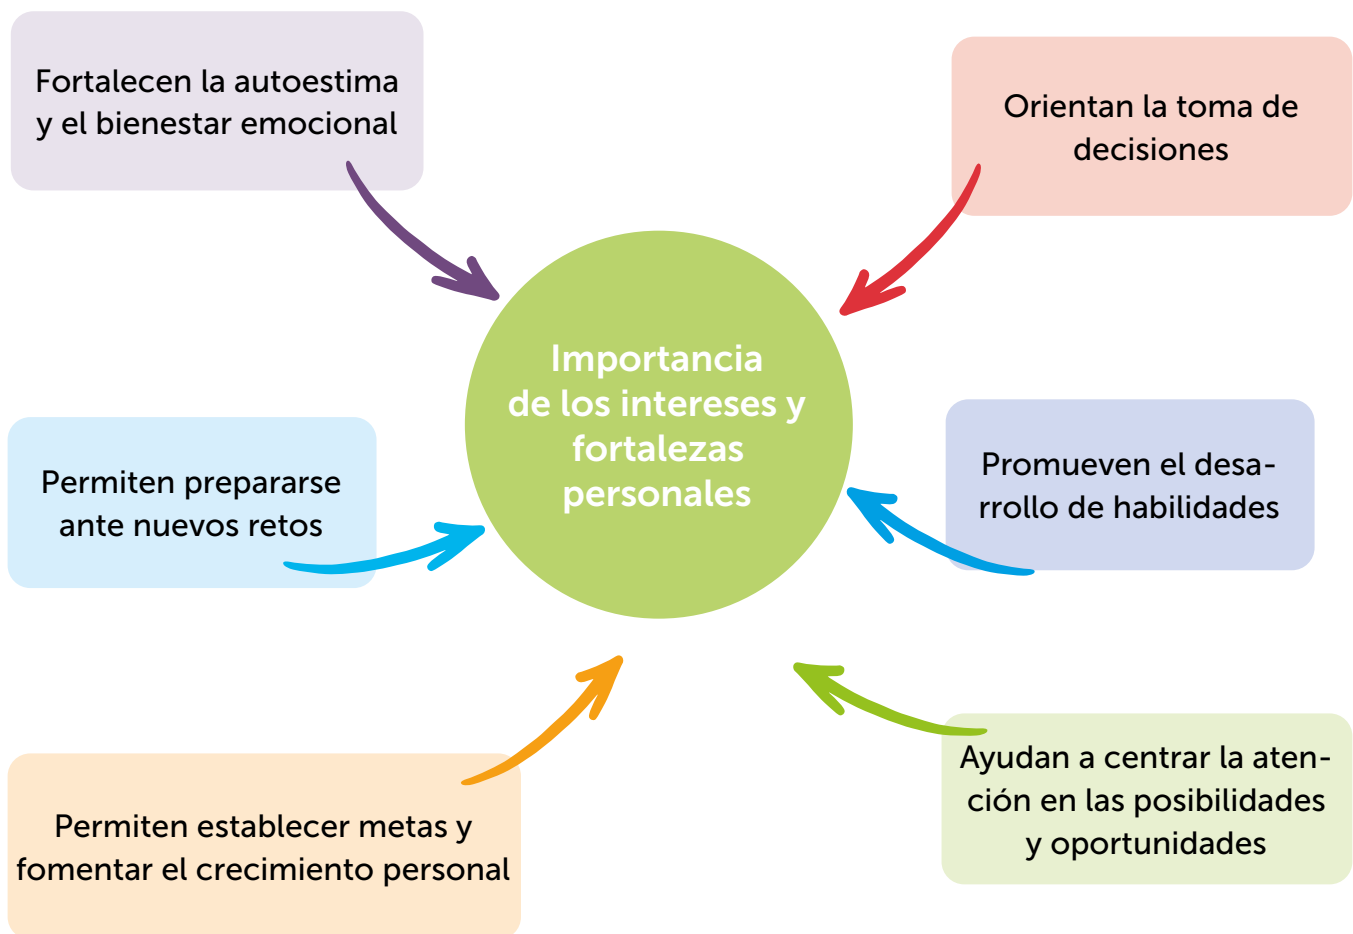 Fortalecen la autoestima
y el bienestar emocional
Orientan la toma de
decisiones
Importancia
de los intereses y
fortalezas
personales
Permiten prepararse
ante nuevos retos
Promueven el desa-
rrollo de habilidades
Permiten establecer metas y
fomentar el crecimiento personal
Ayudan a centrar la aten-
ción en las posibilidades
y oportunidades